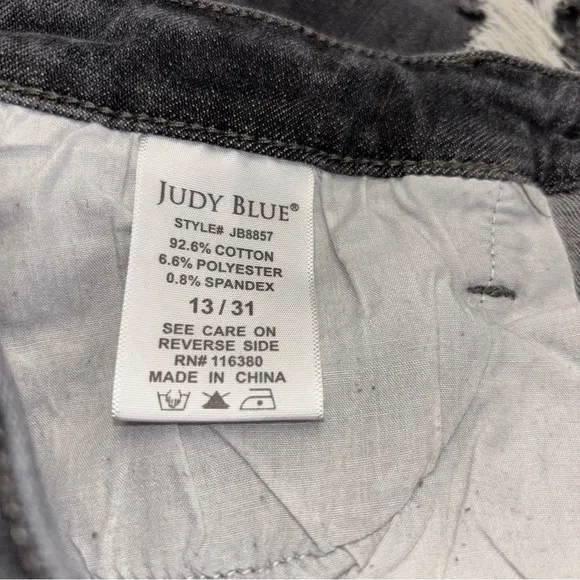 JUDY BLUE®
STYLE# JB8857
92.6% COTTON
6.6% POLYESTER
0.8% SPANDEX
13 / 31
SEE CARE ON
REVERSE SIDE
RN# 116380
MADE IN CHINA